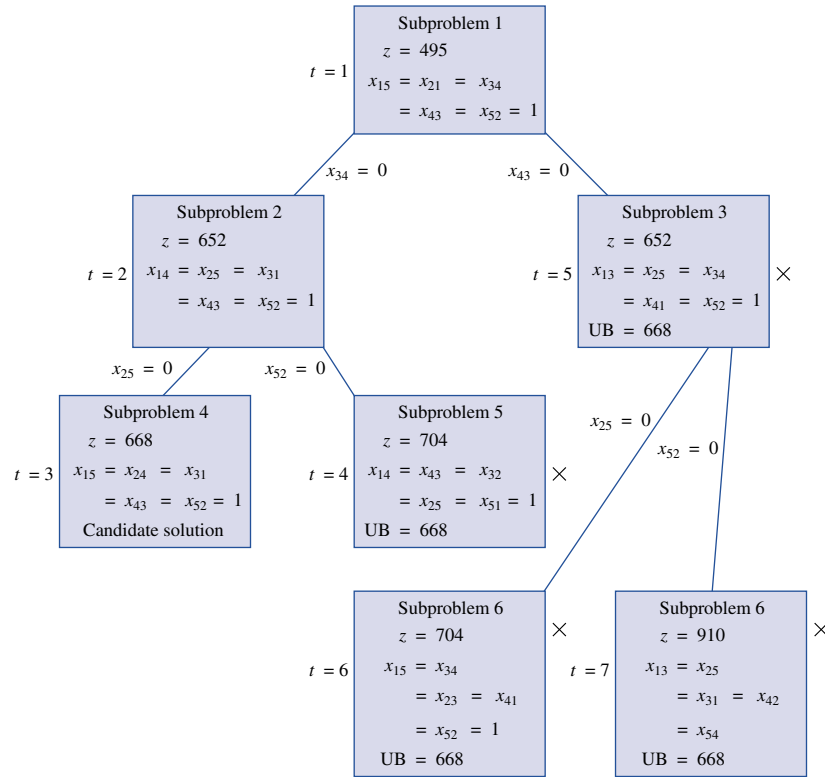 Subproblem 1
z = 495
t = 1
x₁₅ = x₂₁ = x₃₄
= x₄₃ = x₅₂ = 1
x₃₄ = 0
x₄₃ = 0
Subproblem 2
z = 652
t = 2
x₁₄ = x₂₅ = x₃₁
= x₄₃ = x₅₂ = 1
Subproblem 3
z = 652
t = 5
x₁₃ = x₂₅ = x₃₄
= x₄₁ = x₅₂ = 1
UB = 668
×
x₂₅ = 0
x₅₂ = 0
Subproblem 4
z = 668
t = 3
x₁₅ = x₂₄ = x₃₁
= x₄₃ = x₅₂ = 1
Candidate solution
Subproblem 5
z = 704
t = 4
x₁₄ = x₄₃ = x₃₂
= x₂₅ = x₅₁ = 1
UB = 668
×
x₂₅ = 0
x₅₂ = 0
Subproblem 6
z = 704
t = 6
x₁₅ = x₃₄
= x₂₃ = x₄₁
= x₅₂ = 1
UB = 668
×
Subproblem 6
z = 910
t = 7
x₁₃ = x₂₅
= x₃₁ = x₄₂
= x₅₄
UB = 668
×